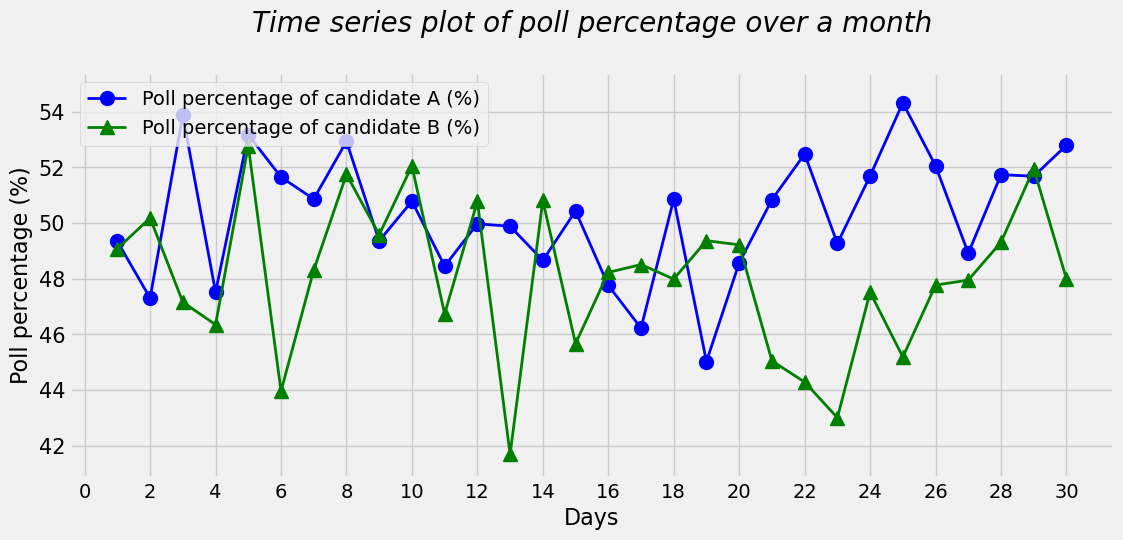 Time series plot of poll percentage over a month
Poll percentage of candidate A (%)
Poll percentage of candidate B (%)
Poll percentage (%)
54
52
50
48
46
44
42
0 2 4 6 8 10 12 14 16 18 20 22 24 26 28 30
Days